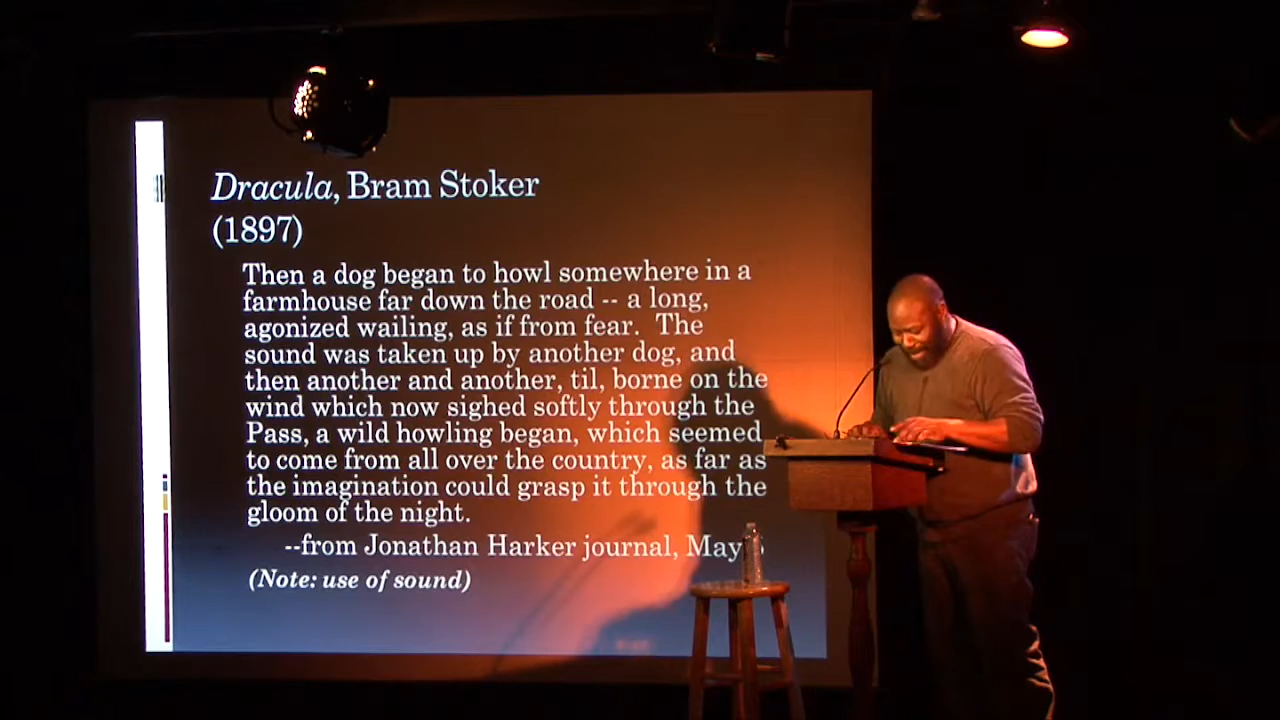 Dracula, Bram Stoker
(1897)
Then a dog began to howl somewhere in a
farmhouse far down the road -- a long,
agonized wailing, as if from fear. The
sound was taken up by another dog, and
then another and another, til, borne on the
wind which now sighed softly through the
Pass, a wild howling began, which seemed
to come from all over the country, as far as
the imagination could grasp it through the
gloom of the night.
--from Jonathan Harker journal, May
(Note: use of sound)